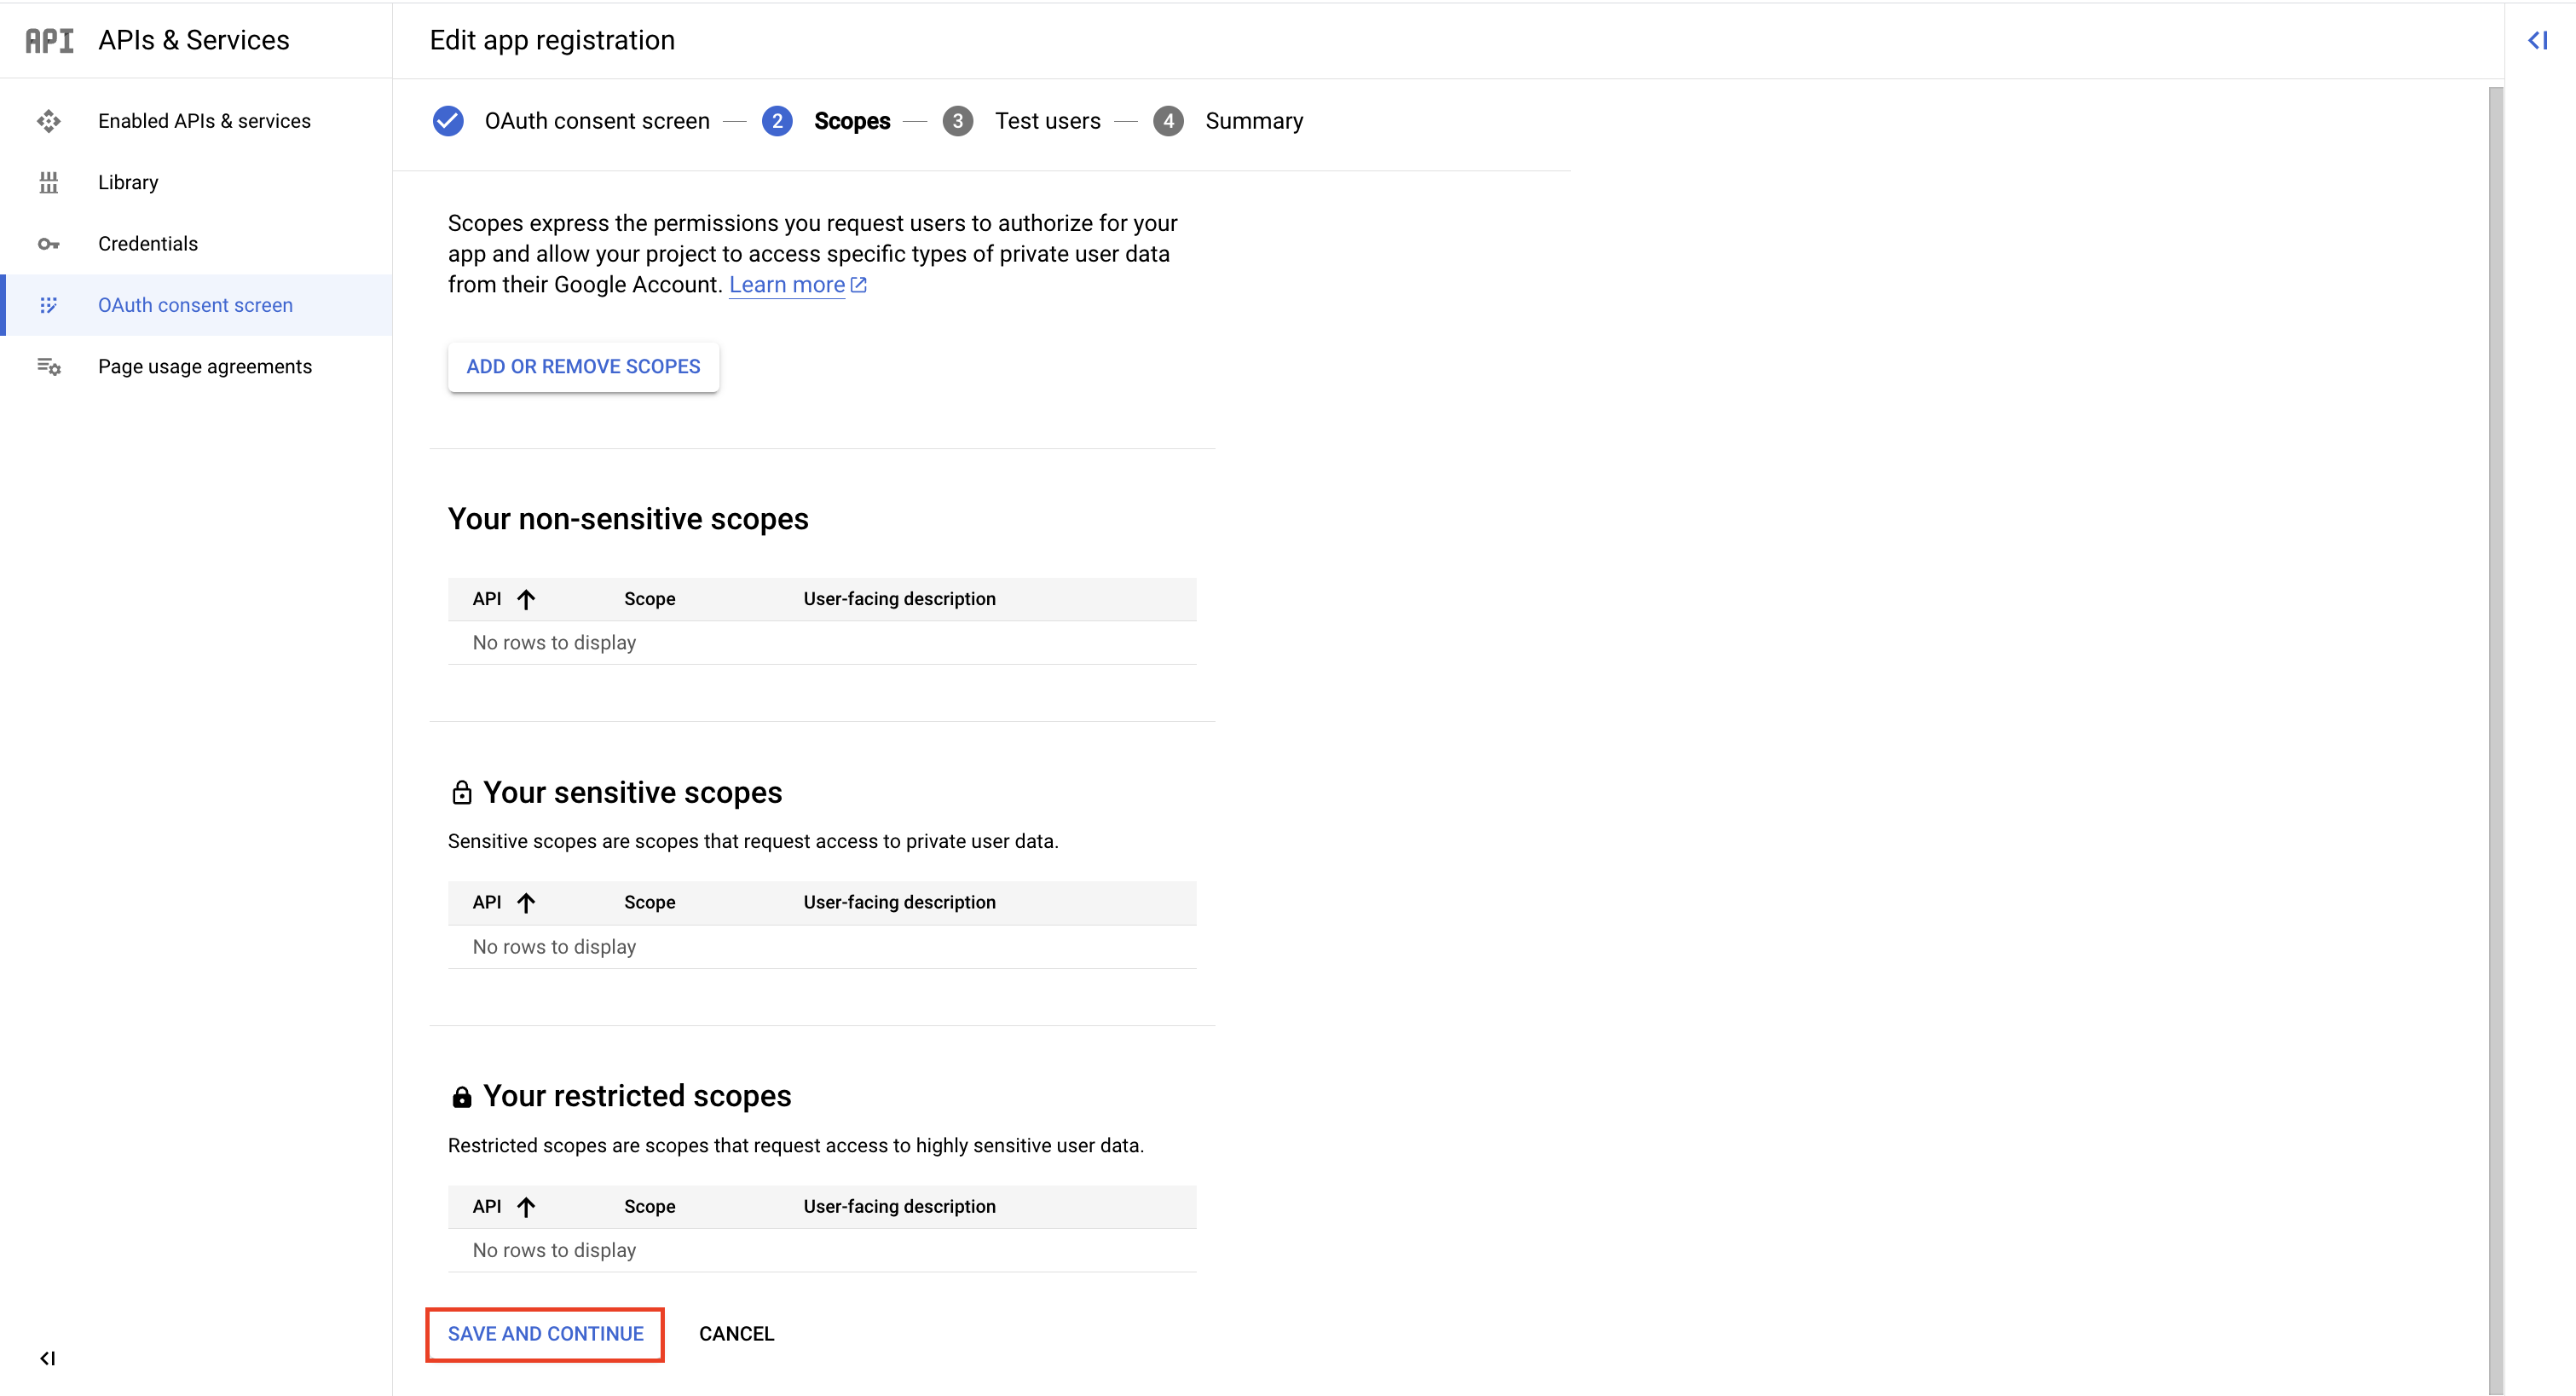 API APIs & Services
Enabled APIs & services
Library
Credentials
OAuth consent screen
Page usage agreements
Edit app registration
OAuth consent screen 2 Scopes 3 Test users 4 Summary
Scopes express the permissions you request users to authorize for your
app and allow your project to access specific types of private user data
from their Google Account. Learn more
ADD OR REMOVE SCOPES
Your non-sensitive scopes
API Scope User-facing description
No rows to display
Your sensitive scopes
Sensitive scopes are scopes that request access to private user data.
API Scope User-facing description
No rows to display
Your restricted scopes
Restricted scopes are scopes that request access to highly sensitive user data.
API Scope User-facing description
No rows to display
SAVE AND CONTINUE CANCEL